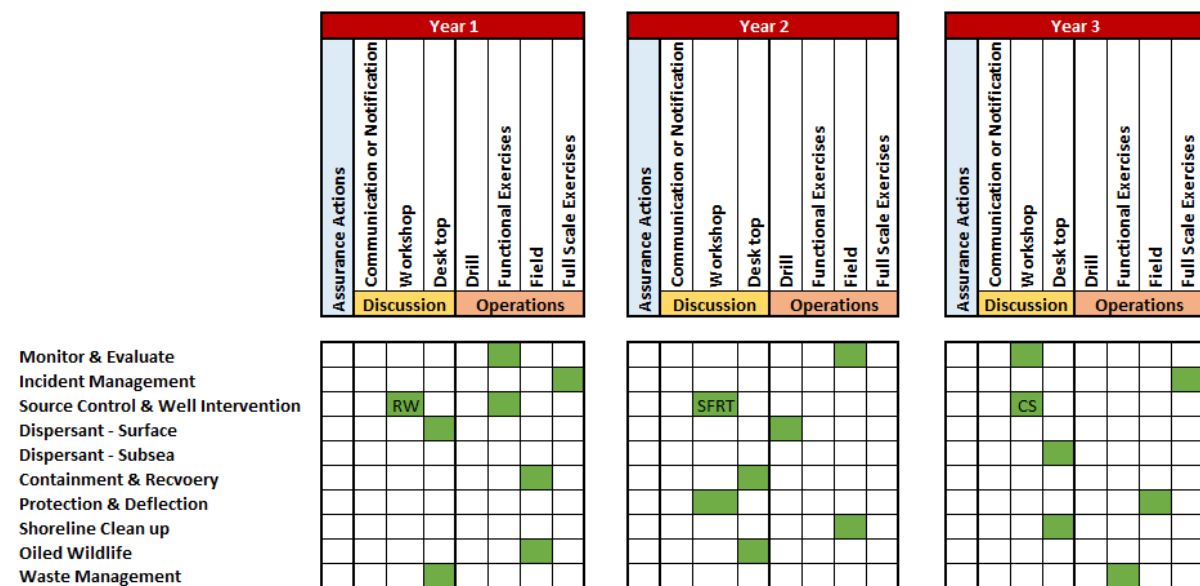 Year 1
Assurance Actions
Communication or Notification
Workshop
Desk top
Drill
Functional Exercises
Field
Full Scale Exercises
Discussion
Operations
Year 2
Assurance Actions
Communication or Notification
Workshop
Desk top
Drill
Functional Exercises
Field
Full Scale Exercises
Discussion
Operations
Year 3
Assurance Actions
Communication or Notification
Workshop
Desk top
Drill
Functional Exercises
Field
Full Scale Exercises
Discussion
Operations
Monitor & Evaluate
Incident Management
Source Control & Well Intervention RW SFRT CS
Dispersant - Surface
Dispersant - Subsea
Containment & Recvoery
Protection & Deflection
Shoreline Clean up
Oiled Wildlife
Waste Management